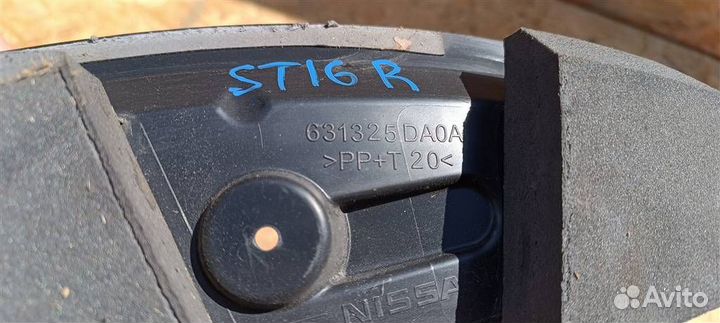 ST16 R
631325DA0A
>PP+T20<
NISSA
Avito